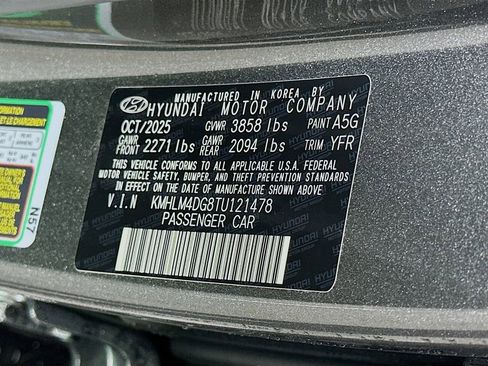 MANUFACTURED IN KOREA BY
HYUNDAI MOTOR COMPANY
OCT/2025 GVWR 3858 lbs PAINT A5G
GAWR FRONT 2271 lbs GAWR REAR 2094 lbs TRIM YFR
THIS VEHICLE CONFORMS TO ALL APPLICABLE U.S.A. FEDERAL
MOTOR VEHICLE SAFETY, BUMPER, AND THEFT PREVENTION STANDARDS
IN EFFECT ON THE DATE OF MANUFACTURE SHOWN ABOVE.
V.I.N KMHLM4DG8TU121478
PASSENGER CAR
N57
INFORMATION